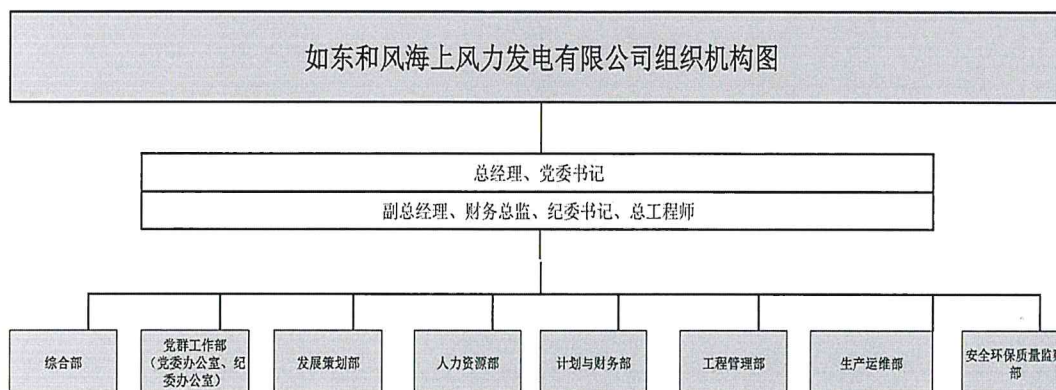 如东和风海上风力发电有限公司组织机构图
总经理、党委书记
副总经理、财务总监、纪委书记、总工程师
综合部
党群工作部
（党委办公室、纪
委办公室）
发展策划部
人力资源部
计划与财务部
工程管理部
生产运维部
安全环保质量监
部